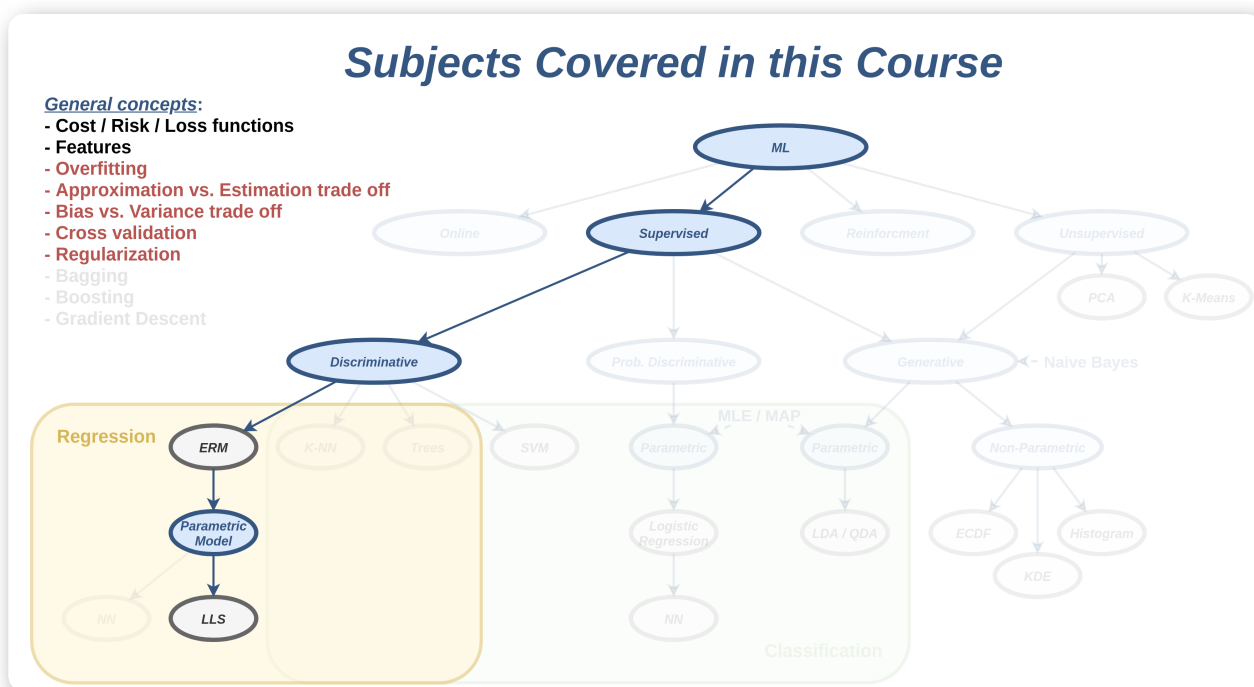 Subjects Covered in this Course
General concepts:
- Cost / Risk / Loss functions
- Features
- Overfitting
- Approximation vs. Estimation trade off
- Bias vs. Variance trade off
- Cross validation
- Regularization
- Bagging
- Boosting
- Gradient Descent
ML
Online
Supervised
Reinforcment
Unsupervised
PCA
K-Means
Discriminative
Prob. Discriminative
Generative
Naive Bayes
Regression
MLE / MAP
ERM
K-NN
Trees
SVM
Parametric
Parametric
Non-Parametric
Parametric
Model
Logistic
Regression
LDA / QDA
ECDF
Histogram
KDE
NN
LLS
NN
Classification